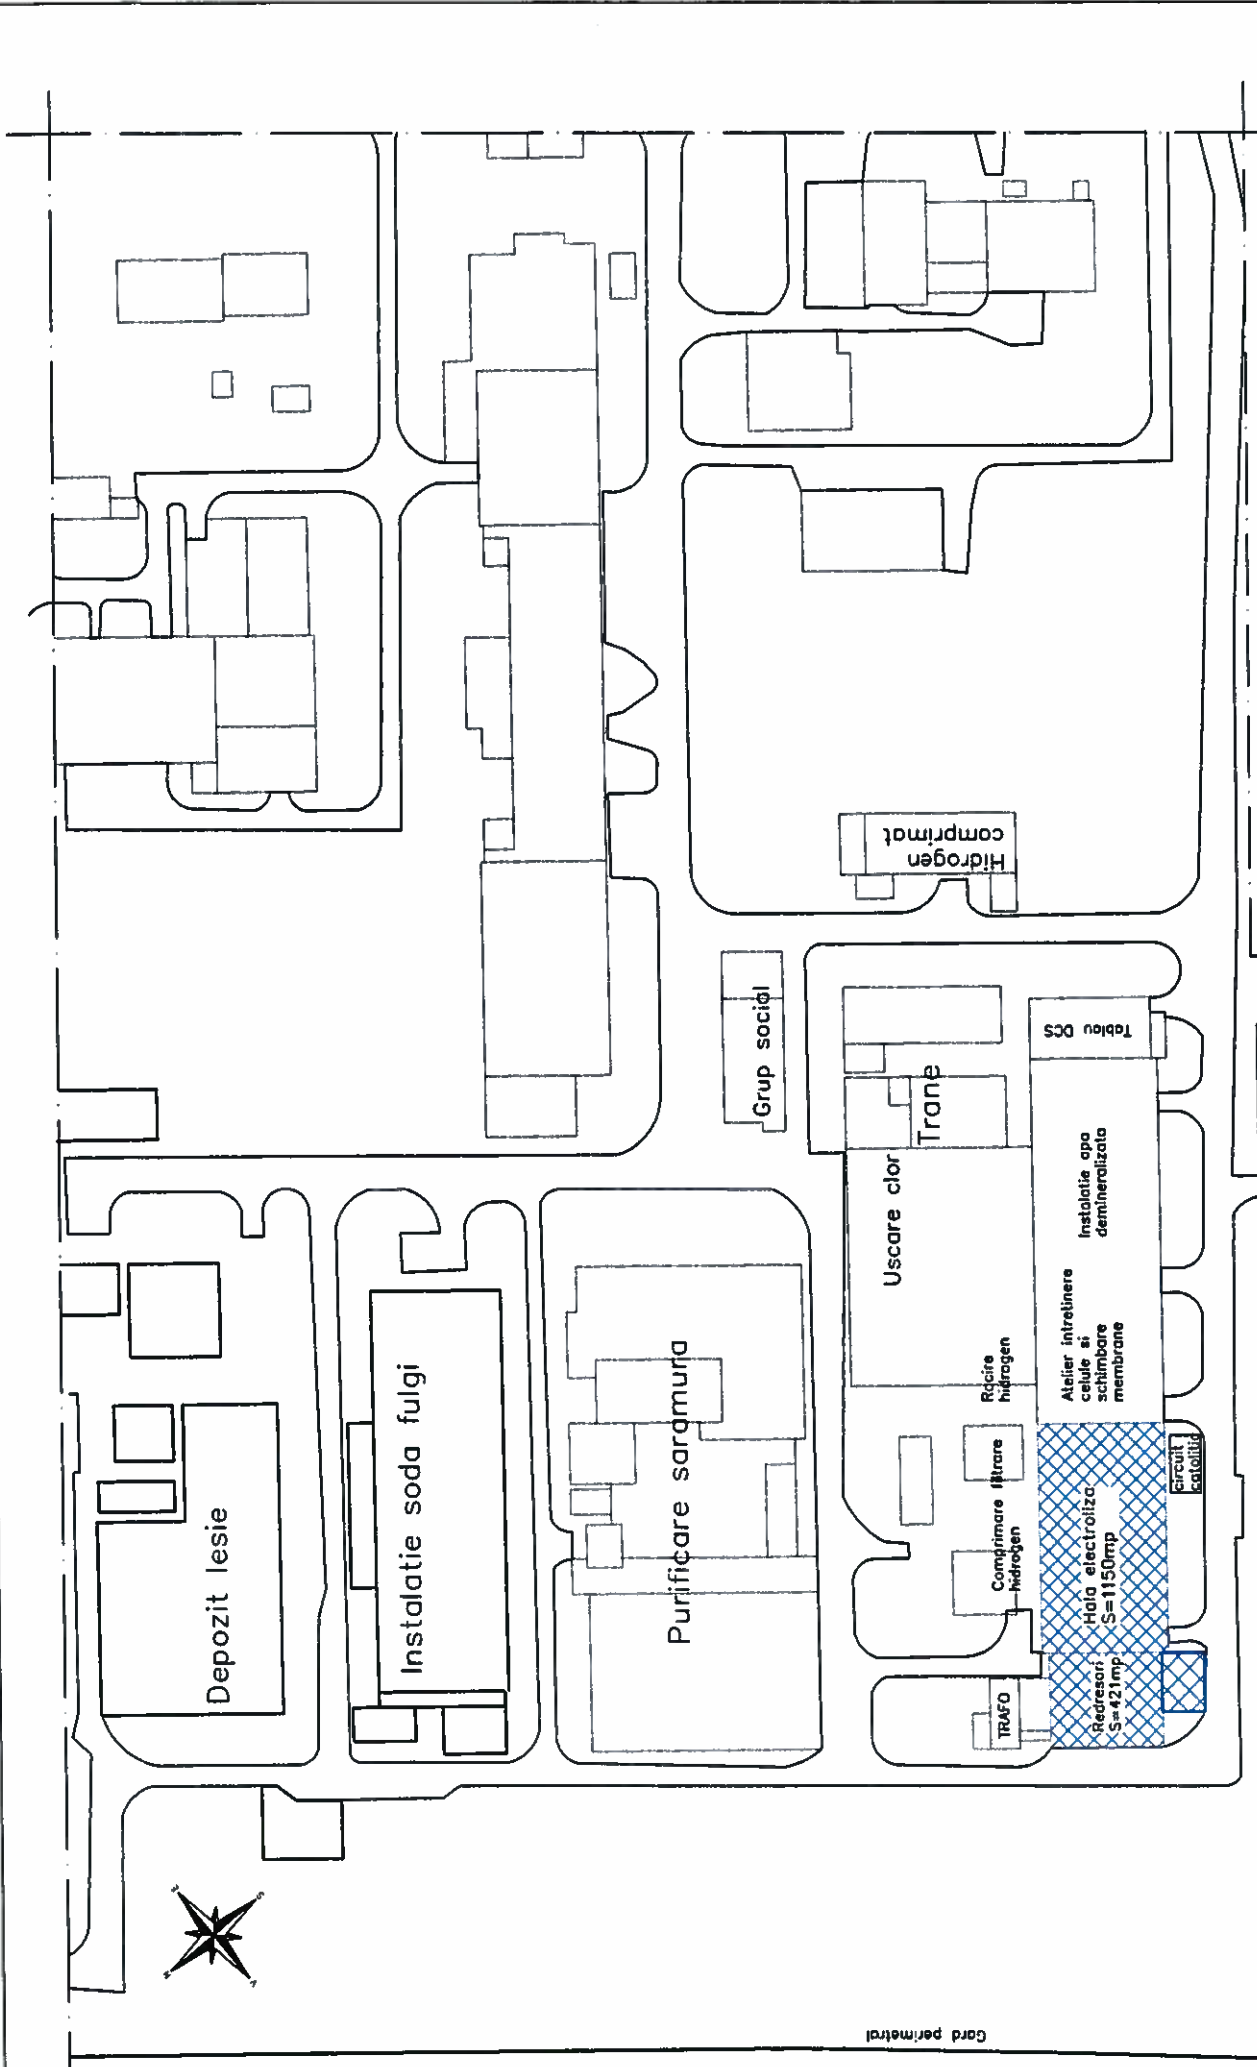 Hidrogen
comprimat
Grup social
Tablou DCS
Trane
Uscare clor
Instalatie apa
demineralizata
Atelier intretinere
celule si
schimbare
membrane
Racire
hidrogen
Depozit lesie
Instalatie soda fulgi
Purificare saramura
Comprimare filtrare
hidrogen
circuit
catolitic
Hala electroliza
S=1150mp
Redresori
S=421mp
TRAFO
Gard perimetral